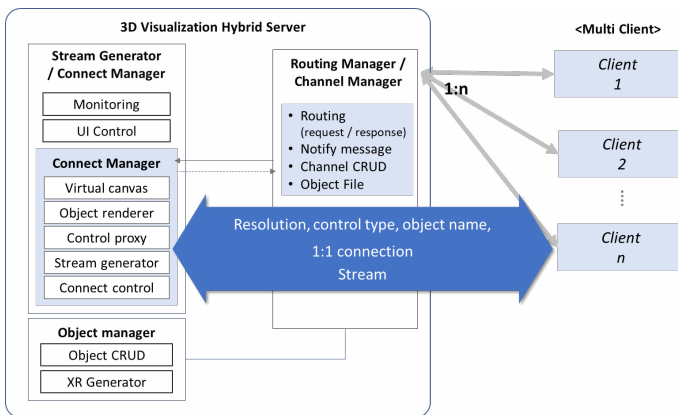 3D Visualization Hybrid Server
<Multi Client>
Stream Generator
/ Connect Manager
Monitoring
UI Control
Connect Manager
Virtual canvas
Object renderer
Control proxy
Stream generator
Connect control
Object manager
Object CRUD
XR Generator
Routing Manager /
Channel Manager
• Routing
(request / response)
• Notify message
• Channel CRUD
• Object File
1:n
Resolution, control type, object name,
1:1 connection
Stream
Client
1
Client
2
Client
n